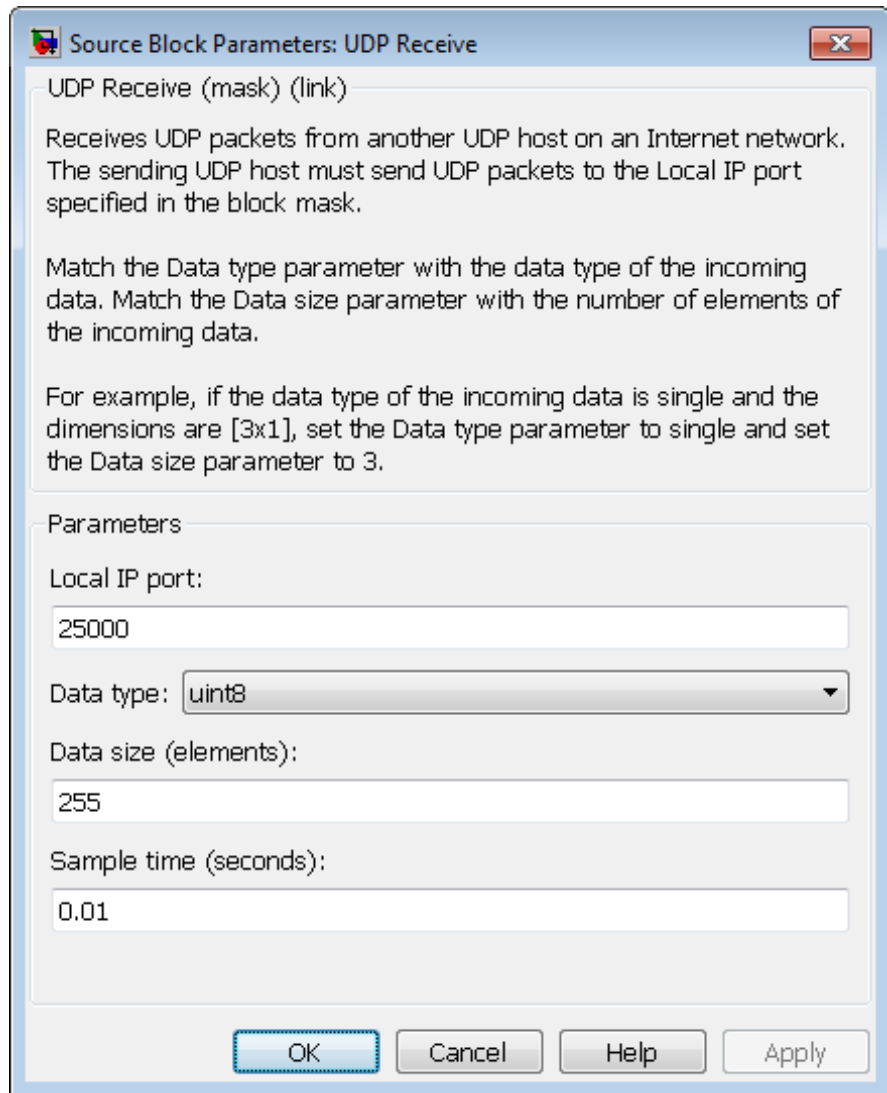 Source Block Parameters: UDP Receive
UDP Receive (mask) (link)
Receives UDP packets from another UDP host on an Internet network.
The sending UDP host must send UDP packets to the Local IP port
specified in the block mask.
Match the Data type parameter with the data type of the incoming
data. Match the Data size parameter with the number of elements of
the incoming data.
For example, if the data type of the incoming data is single and the
dimensions are [3x1], set the Data type parameter to single and set
the Data size parameter to 3.
Parameters
Local IP port:
25000
Data type: uint8
Data size (elements):
255
Sample time (seconds):
0.01
OK Cancel Help Apply